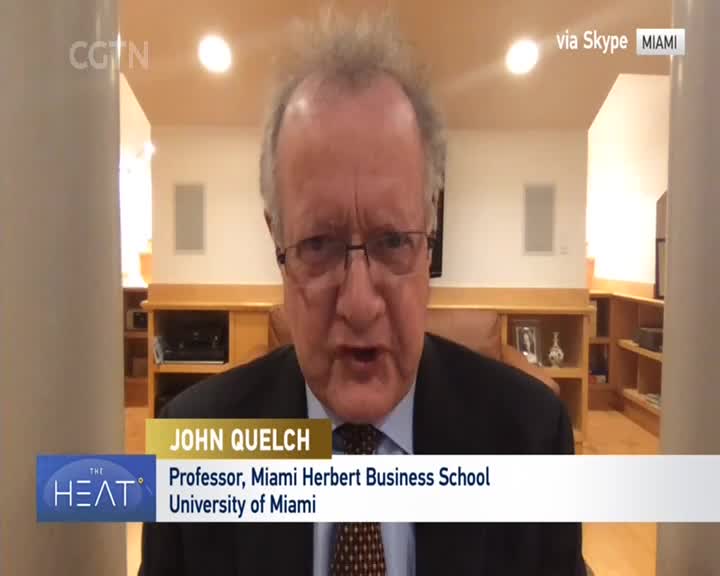 CGTN
via Skype MIAMI
JOHN QUELCH
THE
HEAT
Professor, Miami Herbert Business School
University of Miami